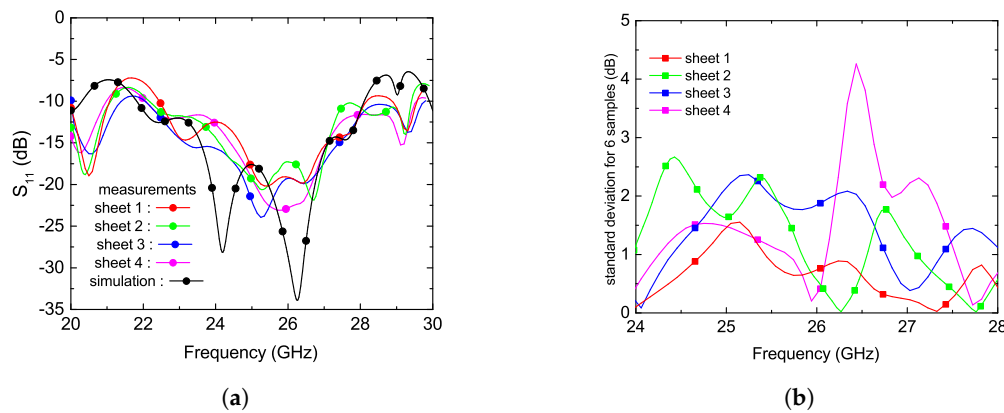 0
-5
-10
-15
-20
-25
-30
-35
S11 (dB)
measurements
sheet 1 :
sheet 2 :
sheet 3 :
sheet 4 :
simulation :
20 22 24 26 28 30
Frequency (GHz)
(a)
5
4
3
2
1
0
standard deviation for 6 samples (dB)
sheet 1
sheet 2
sheet 3
sheet 4
24 25 26 27 28
Frequency (GHz)
(b)